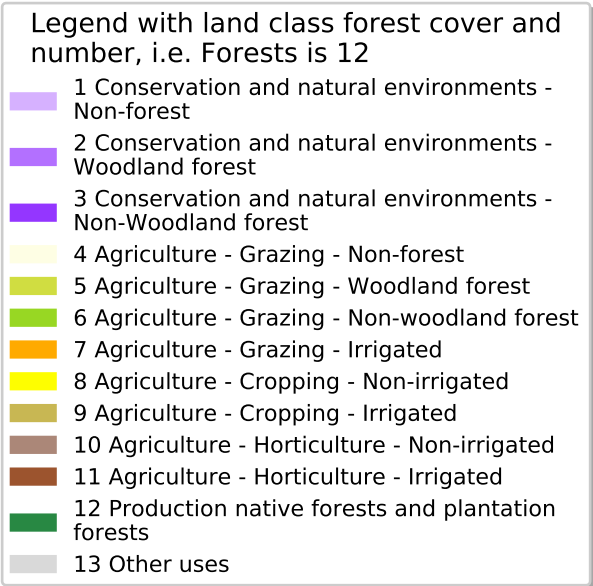 Legend with land class forest cover and
number, i.e. Forests is 12
1 Conservation and natural environments -
Non-forest
2 Conservation and natural environments -
Woodland forest
3 Conservation and natural environments -
Non-Woodland forest
4 Agriculture - Grazing - Non-forest
5 Agriculture - Grazing - Woodland forest
6 Agriculture - Grazing - Non-woodland forest
7 Agriculture - Grazing - Irrigated
8 Agriculture - Cropping - Non-irrigated
9 Agriculture - Cropping - Irrigated
10 Agriculture - Horticulture - Non-irrigated
11 Agriculture - Horticulture - Irrigated
12 Production native forests and plantation
forests
13 Other uses